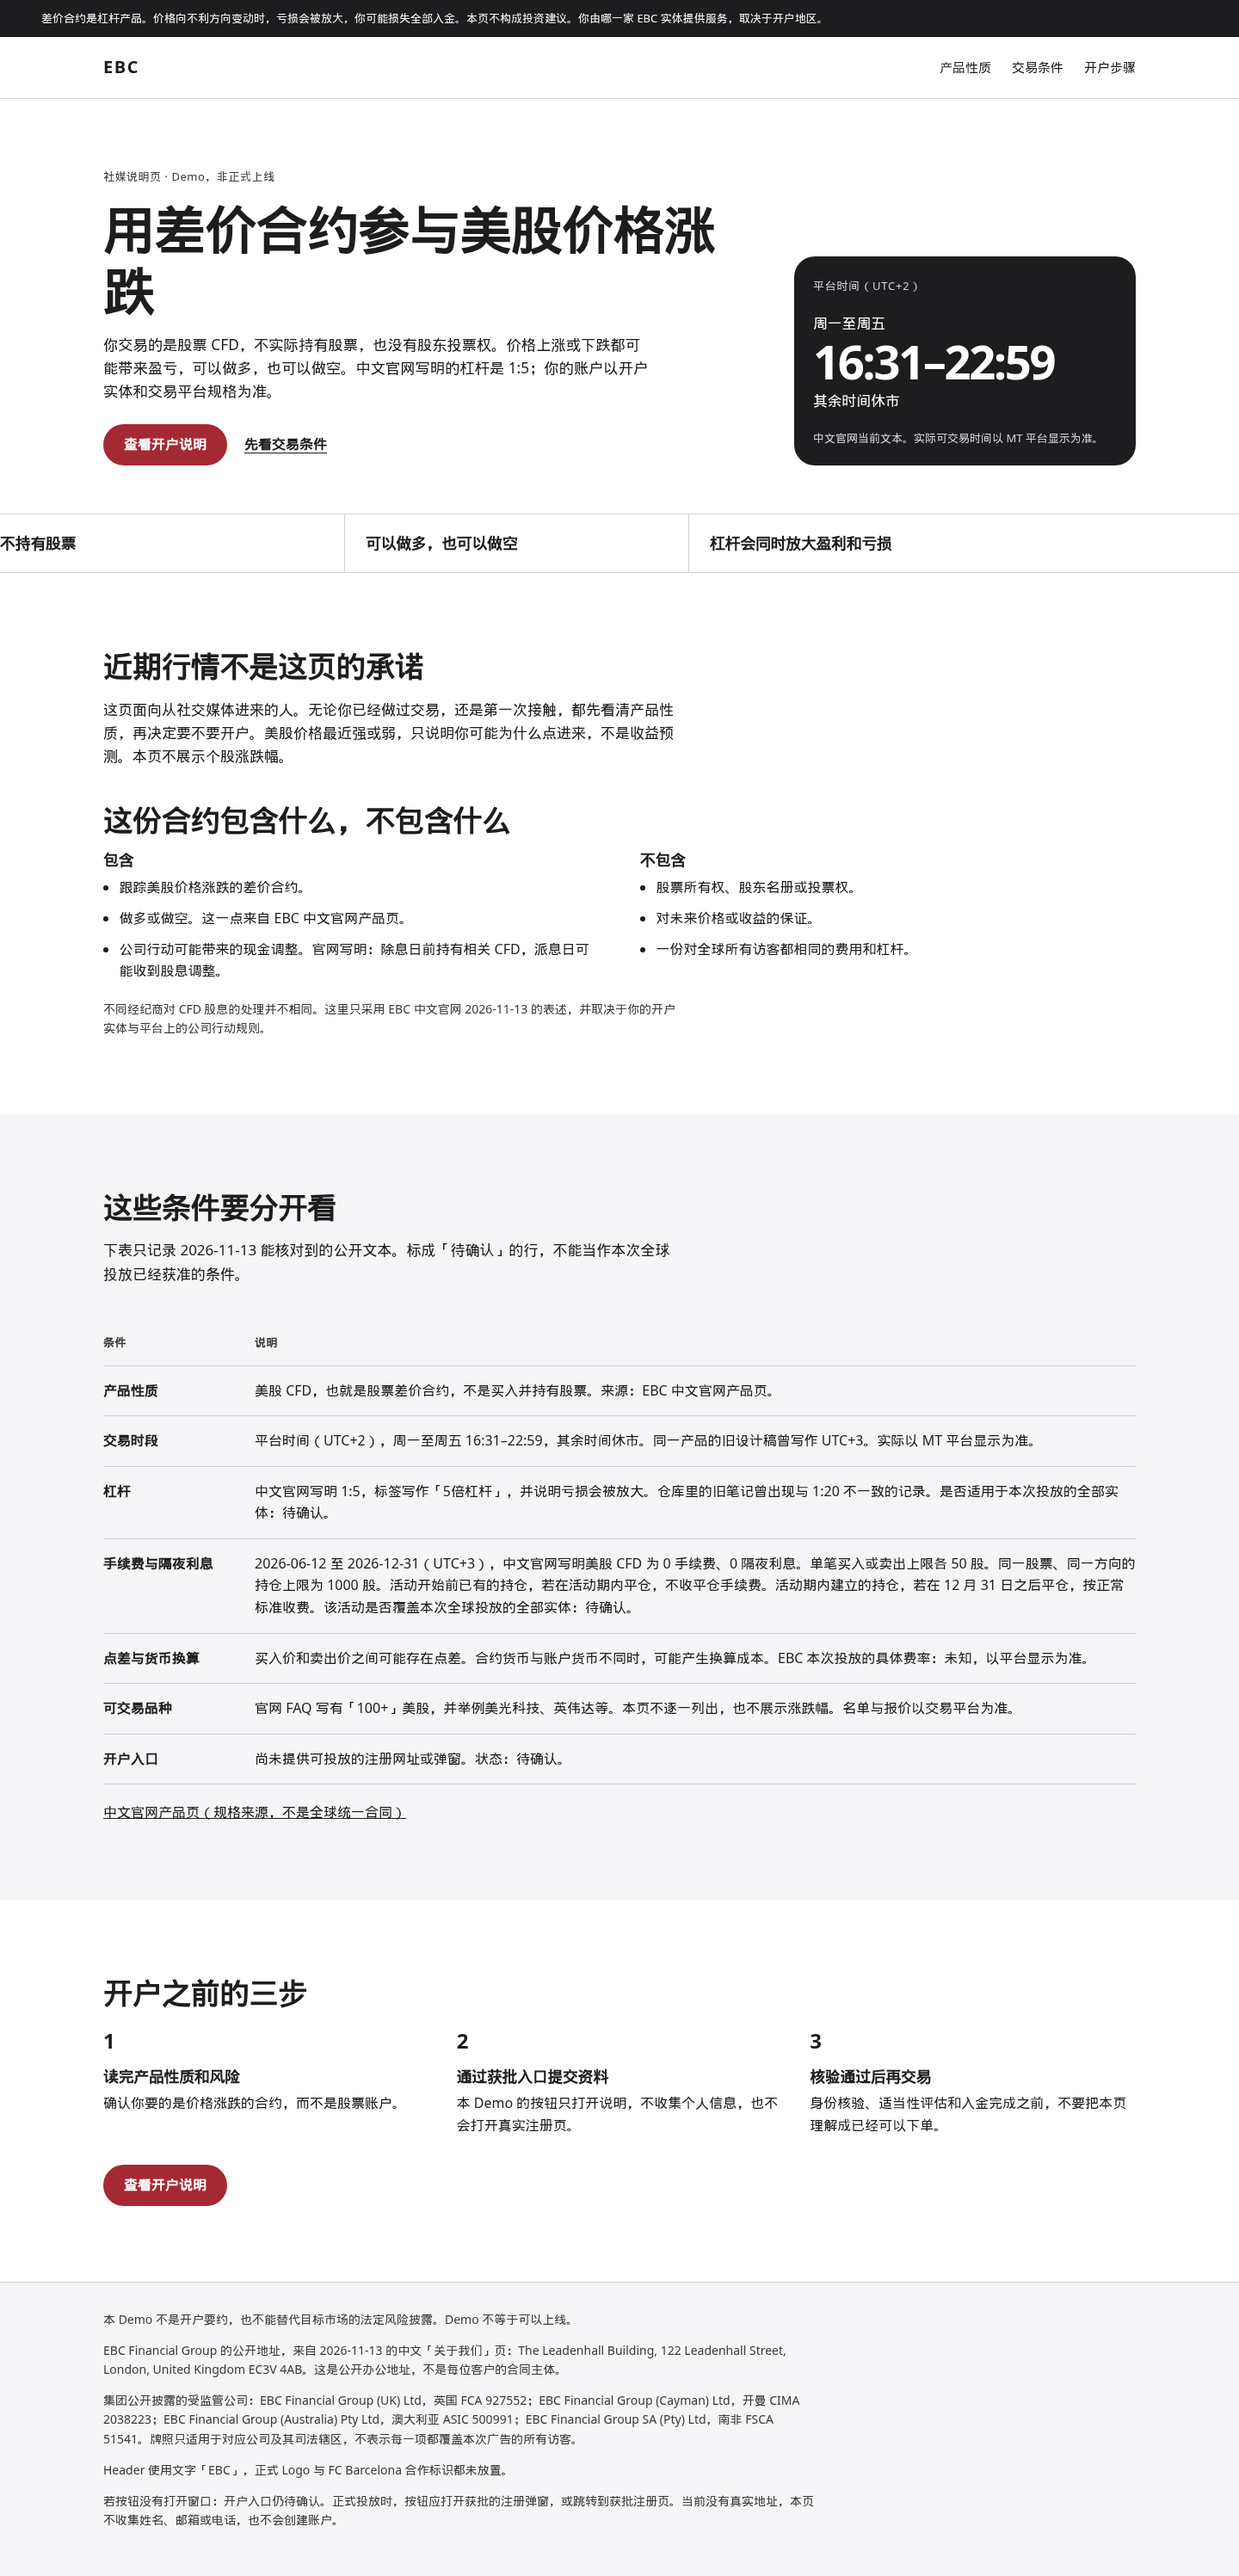 差价合约是杠杆产品。价格向不利方向变动时，亏损会被放大，你可能损失全部入金。本页不构成投资建议。你由哪一家 EBC 实体提供服务，取决于开户地区。
EBC
产品性质 交易条件 开户步骤
社媒说明页 · Demo，非正式上线
用差价合约参与美股价格涨
跌
你交易的是股票 CFD，不实际持有股票，也没有股东投票权。价格上涨或下跌都可
能带来盈亏，可以做多，也可以做空。中文官网写明的杠杆是 1:5；你的账户以开户
实体和交易平台规格为准。
查看开户说明 先看交易条件
平台时间（UTC+2）
周一至周五
16:31–22:59
其余时间休市
中文官网当前文本。实际可交易时间以 MT 平台显示为准。
不持有股票
可以做多，也可以做空
杠杆会同时放大盈利和亏损
近期行情不是这页的承诺
这页面向从社交媒体进来的人。无论你已经做过交易，还是第一次接触，都先看清产品性
质，再决定要不要开户。美股价格最近强或弱，只说明你可能为什么点进来，不是收益预
测。本页不展示个股涨跌幅。
这份合约包含什么，不包含什么
包含
跟踪美股价格涨跌的差价合约。
做多或做空。这一点来自 EBC 中文官网产品页。
公司行动可能带来的现金调整。官网写明：除息日前持有相关 CFD，派息日可
能收到股息调整。
不包含
股票所有权、股东名册或投票权。
对未来价格或收益的保证。
一份对全球所有访客都相同的费用和杠杆。
不同经纪商对 CFD 股息的处理并不相同。这里只采用 EBC 中文官网 2026-11-13 的表述，并取决于你的开户
实体与平台上的公司行动规则。
这些条件要分开看
下表只记录 2026-11-13 能核对到的公开文本。标成「待确认」的行，不能当作本次全球
投放已经获准的条件。
条件 说明
产品性质 美股 CFD，也就是股票差价合约，不是买入并持有股票。来源：EBC 中文官网产品页。
交易时段 平台时间（UTC+2），周一至周五 16:31–22:59，其余时间休市。同一产品的旧设计稿曾写作 UTC+3。实际以 MT 平台显示为准。
杠杆 中文官网写明 1:5，标签写作「5倍杠杆」，并说明亏损会被放大。仓库里的旧笔记曾出现与 1:20 不一致的记录。是否适用于本次投放的全部实
体：待确认。
手续费与隔夜利息 2026-06-12 至 2026-12-31（UTC+3），中文官网写明美股 CFD 为 0 手续费、0 隔夜利息。单笔买入或卖出上限各 50 股。同一股票、同一方向的
持仓上限为 1000 股。活动开始前已有的持仓，若在活动期内平仓，不收平仓手续费。活动期内建立的持仓，若在 12 月 31 日之后平仓，按正常
标准收费。该活动是否覆盖本次全球投放的全部实体：待确认。
点差与货币换算 买入价和卖出价之间可能存在点差。合约货币与账户货币不同时，可能产生换算成本。EBC 本次投放的具体费率：未知，以平台显示为准。
可交易品种 官网 FAQ 写有「100+」美股，并举例美光科技、英伟达等。本页不逐一列出，也不展示涨跌幅。名单与报价以交易平台为准。
开户入口 尚未提供可投放的注册网址或弹窗。状态：待确认。
中文官网产品页（规格来源，不是全球统一合同）
开户之前的三步
1
读完产品性质和风险
确认你要的是价格涨跌的合约，而不是股票账户。
2
通过获批入口提交资料
本 Demo 的按钮只打开说明，不收集个人信息，也不
会打开真实注册页。
3
核验通过后再交易
身份核验、适当性评估和入金完成之前，不要把本页
理解成已经可以下单。
查看开户说明
本 Demo 不是开户要约，也不能替代目标市场的法定风险披露。Demo 不等于可以上线。
EBC Financial Group 的公开地址，来自 2026-11-13 的中文「关于我们」页：The Leadenhall Building, 122 Leadenhall Street,
London, United Kingdom EC3V 4AB。这是公开办公地址，不是每位客户的合同主体。
集团公开披露的受监管公司：EBC Financial Group (UK) Ltd，英国 FCA 927552；EBC Financial Group (Cayman) Ltd，开曼 CIMA
2038223；EBC Financial Group (Australia) Pty Ltd，澳大利亚 ASIC 500991；EBC Financial Group SA (Pty) Ltd，南非 FSCA
51541。牌照只适用于对应公司及其司法辖区，不表示每一项都覆盖本次广告的所有访客。
Header 使用文字「EBC」，正式 Logo 与 FC Barcelona 合作标识都未放置。
若按钮没有打开窗口：开户入口仍待确认。正式投放时，按钮应打开获批的注册弹窗，或跳转到获批注册页。当前没有真实地址，本页
不收集姓名、邮箱或电话，也不会创建账户。